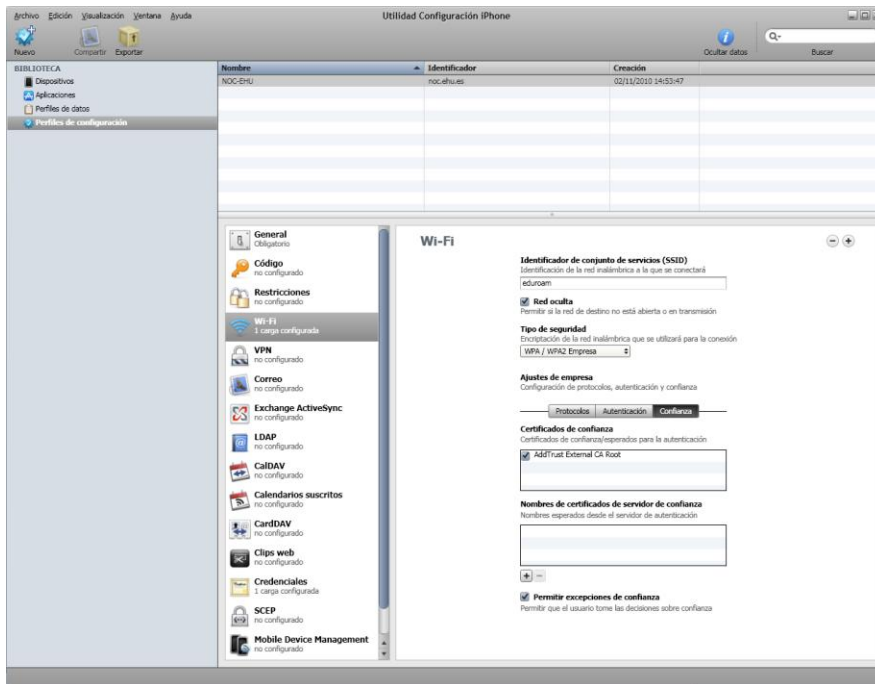 Archivo Edición Visualización Ventana Ayuda
Utilidad Configuración iPhone
Nuevo Compartir Exportar
Ocultar datos Buscar
BIBLIOTECA
Dispositivos
Aplicaciones
Perfiles de datos
Perfiles de configuración
Nombre Identificador Creación
NOC-EHU noc.ehu.es 02/11/2010 14:53:47
General
Obligatorio
Código
no configurado
Restricciones
no configurado
Wi-Fi
1 carga configurada
VPN
no configurado
Correo
no configurado
Exchange ActiveSync
no configurado
LDAP
no configurado
CalDAV
no configurado
Calendarios suscritos
no configurado
CardDAV
no configurado
Clips web
no configurado
Credenciales
1 carga configurada
SCEP
no configurado
Mobile Device Management
no configurado
Wi-Fi
Identificador de conjunto de servicios (SSID)
Identificación de la red inalámbrica a la que se conectará
eduroam
Red oculta
Permitir si la red de destino no está abierta o en transmisión
Tipo de seguridad
Encriptación de la red inalámbrica que se utilizará para la conexión
WPA / WPA2 Empresa
Ajustes de empresa
Configuración de protocolos, autenticación y confianza
Protocolos Autenticación Confianza
Certificados de confianza
Certificados de confianza/esperados para la autenticación
AddTrust External CA Root
Nombres de certificados de servidor de confianza
Nombres esperados desde el servidor de autenticación
Permitir excepciones de confianza
Permitir que el usuario tome las decisiones sobre confianza